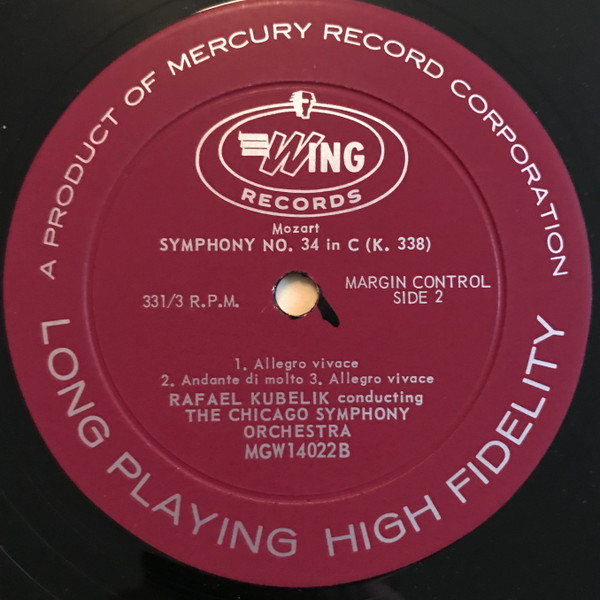 A PRODUCT OF MERCURY RECORD CORPORATION
WING
RECORDS
Mozart
SYMPHONY NO. 34 in C (K. 338)
331/3 R.P.M.
MARGIN CONTROL
SIDE 2
1. Allegro vivace
2. Andante di molto 3. Allegro vivace
RAFAEL KUBELIK conducting
THE CHICAGO SYMPHONY
ORCHESTRA
MGW14022B
LONG PLAYING HIGH FIDELITY